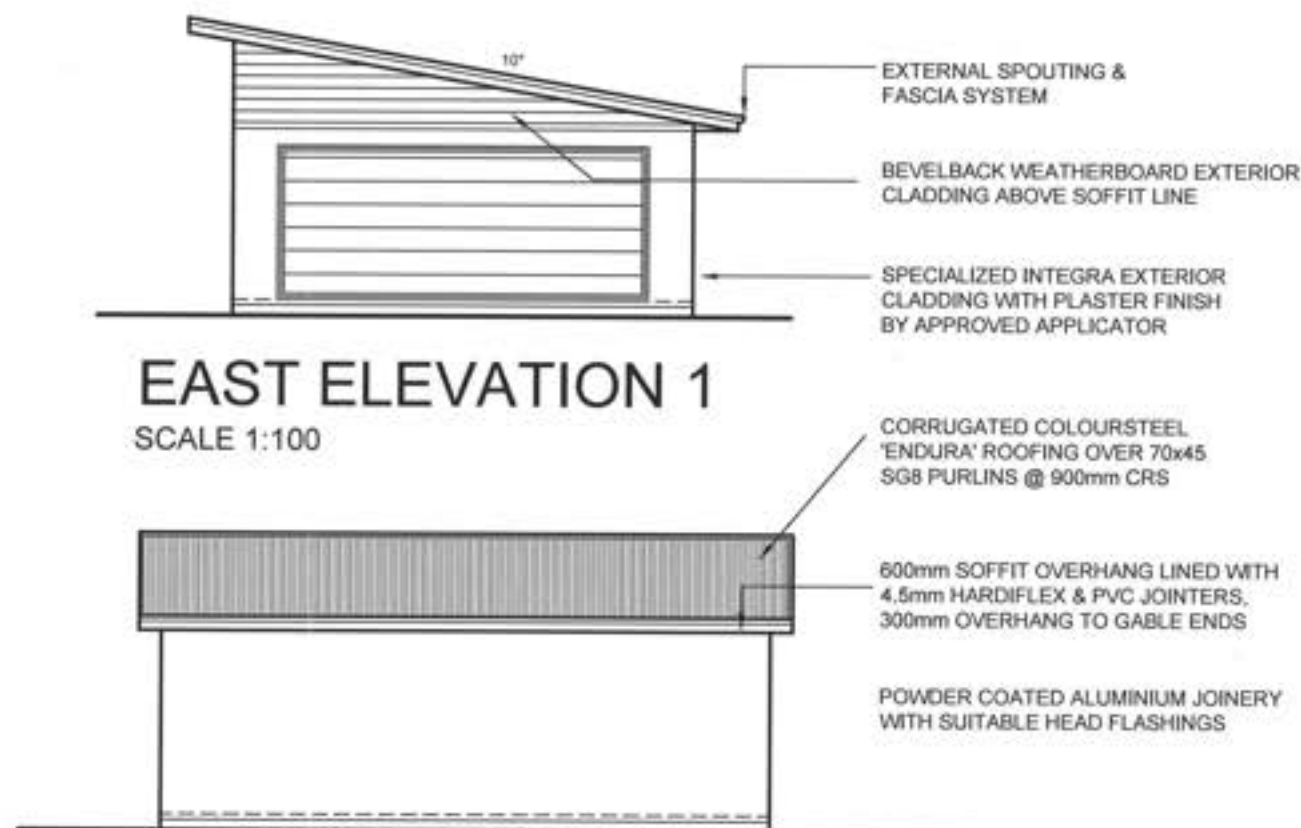 10°
EXTERNAL SPOUTING &
FASCIA SYSTEM
BEVELBACK WEATHERBOARD EXTERIOR
CLADDING ABOVE SOFFIT LINE
SPECIALIZED INTEGRA EXTERIOR
CLADDING WITH PLASTER FINISH
BY APPROVED APPLICATOR
EAST ELEVATION 1
SCALE 1:100
CORRUGATED COLOURSTEEL
'ENDURA' ROOFING OVER 70x45
SG8 PURLINS @ 900mm CRS
600mm SOFFIT OVERHANG LINED WITH
4.5mm HARDIFLEX & PVC JOINTERS,
300mm OVERHANG TO GABLE ENDS
POWDER COATED ALUMINIUM JOINERY
WITH SUITABLE HEAD FLASHINGS